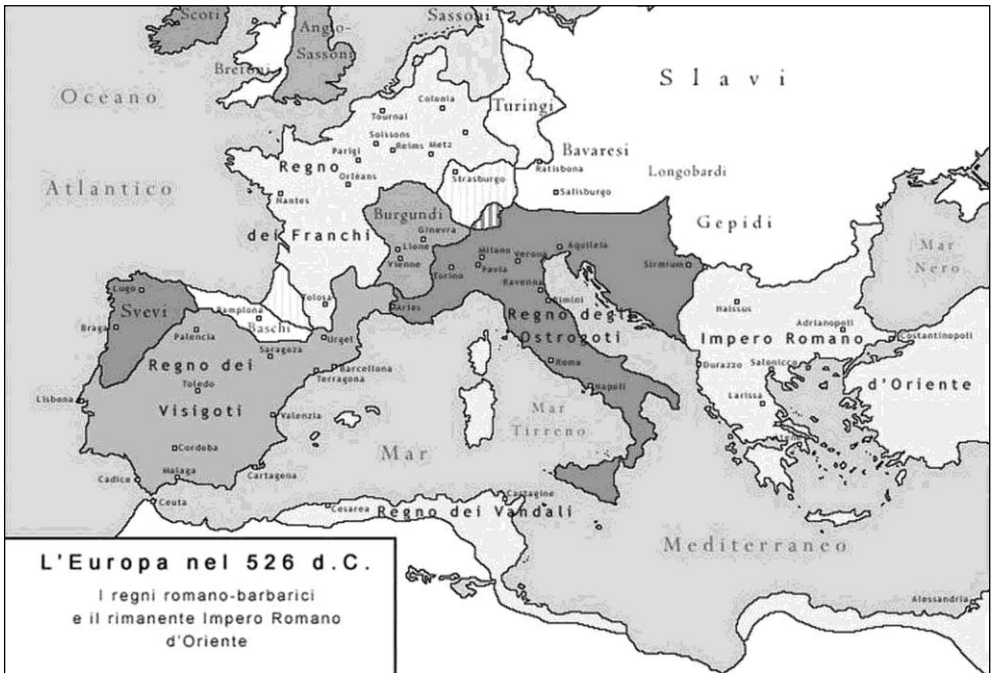 Scoti
Anglo-
Sassoni
Sassoni
Bretoni
Oceano
Atlantico
Slavi
Turingi
Bavaresi
Longobardi
Gepidi
Colonia
Tournai
Soissons
Reims
Metz
Parigi
Orléans
Nantes
Strasburgo
Ratisbona
Salisburgo
Regno
dei Franchi
Burgundi
Ginevra
Lione
Vienne
Milano
Verona
Aquileia
Pavia
Torino
Ravenna
Rimini
Arles
Sirmium
Regno degli
Ostrogoti
Roma
Napoli
Lugo
Svevi
Braga
Palencia
Pamplona
Baschi
Tolosa
Urgel
Saragoza
Regno dei
Visigoti
Toledo
Barcellona
Terragona
Lisbona
Valenzia
Cordoba
Malaga
Cadice
Cartagena
Ceuta
Mar
Mediterraneo
Mar
Tirreno
Mar
Nero
Naissus
Adrianopoli
Costantinopoli
Impero Romano
d'Oriente
Durazzo
Salonicco
Larissa
Cesarea
Cartagine
Regno dei Vandali
Alessandria
L'Europa nel 526 d.C.
I regni romano-barbarici
e il rimanente Impero Romano
d'Oriente